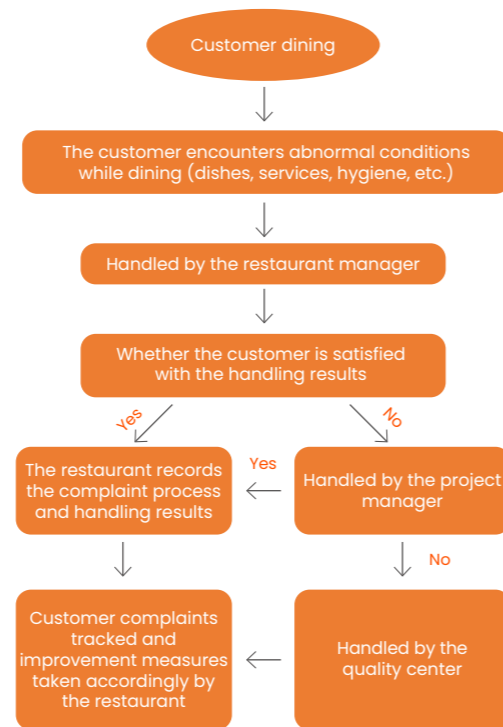 Customer dining
The customer encounters abnormal conditions
while dining (dishes, services, hygiene, etc.)
Handled by the restaurant manager
Whether the customer is satisfied
with the handling results
Yes
No
The restaurant records
the complaint process
and handling results
Yes
Handled by the project
manager
No
Customer complaints
tracked and
improvement measures
taken accordingly by
the restaurant
Handled by the
quality center